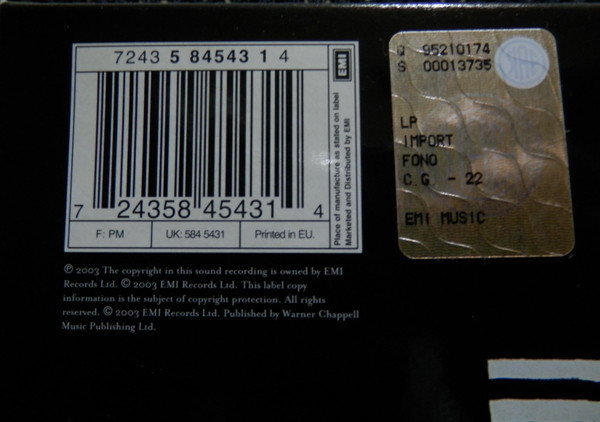 7243 5 84543 1 4
EMI
7 24358 45431 4
F: PM
UK: 584 5431
Printed in EU.
Place of manufacture as stated on label
Marketed and Distributed by EMI
℗ 2003 The copyright in this sound recording is owned by EMI
Records Ltd. © 2003 EMI Records Ltd. This label copy
information is the subject of copyright protection. All rights
reserved. © 2003 EMI Records Ltd. Published by Warner Chappell
Music Publishing Ltd.
95210174
S 00013735
LP
IMPORT
FONO
C.G. - 22
EMI MUSIC